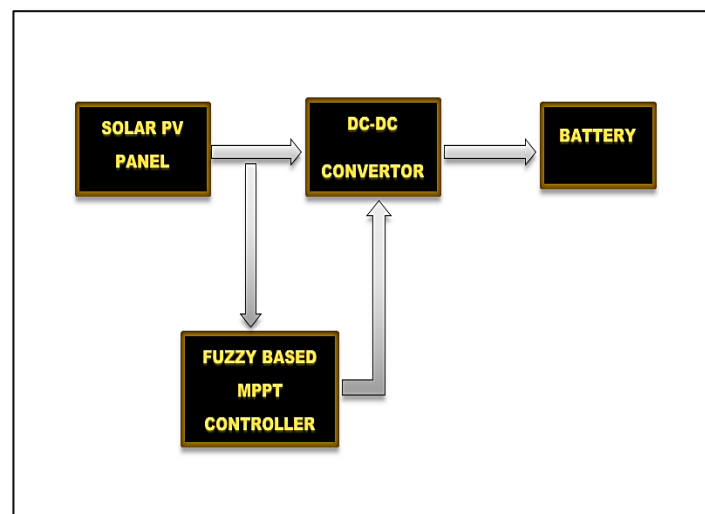 SOLAR PV
PANEL
DC-DC
CONVERTOR
BATTERY
FUZZY BASED
MPPT
CONTROLLER